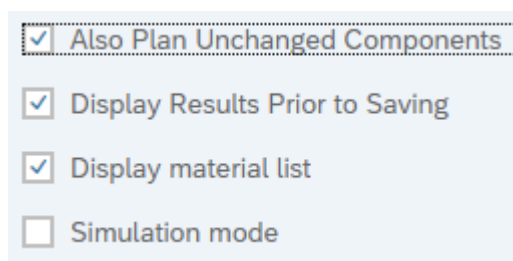 Also Plan Unchanged Components
Display Results Prior to Saving
Display material list
Simulation mode